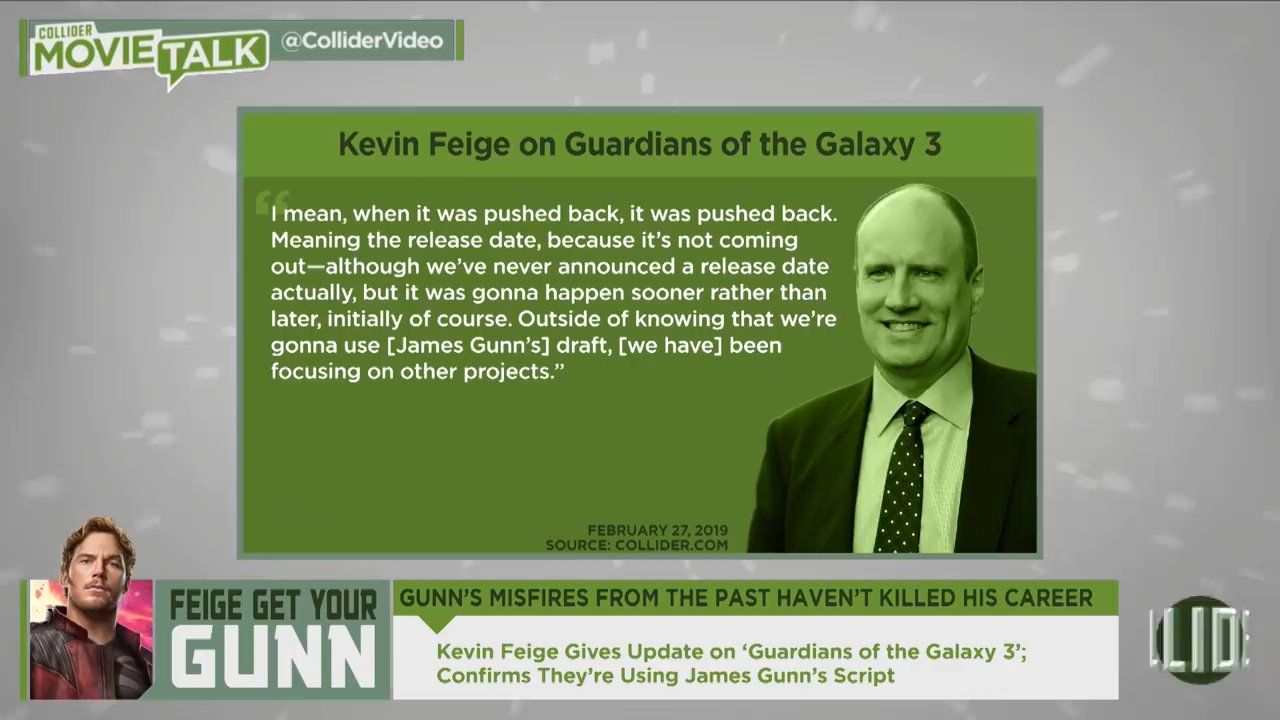 COLLIDER
MOVIE TALK
@ColliderVideo
Kevin Feige on Guardians of the Galaxy 3
“I mean, when it was pushed back, it was pushed back.
Meaning the release date, because it’s not coming
out—although we’ve never announced a release date
actually, but it was gonna happen sooner rather than
later, initially of course. Outside of knowing that we’re
gonna use [James Gunn’s] draft, [we have] been
focusing on other projects.”
FEBRUARY 27, 2019
SOURCE: COLLIDER.COM
FEIGE GET YOUR
GUNN
GUNN’S MISFIRES FROM THE PAST HAVEN’T KILLED HIS CAREER
Kevin Feige Gives Update on ‘Guardians of the Galaxy 3’;
Confirms They’re Using James Gunn’s Script